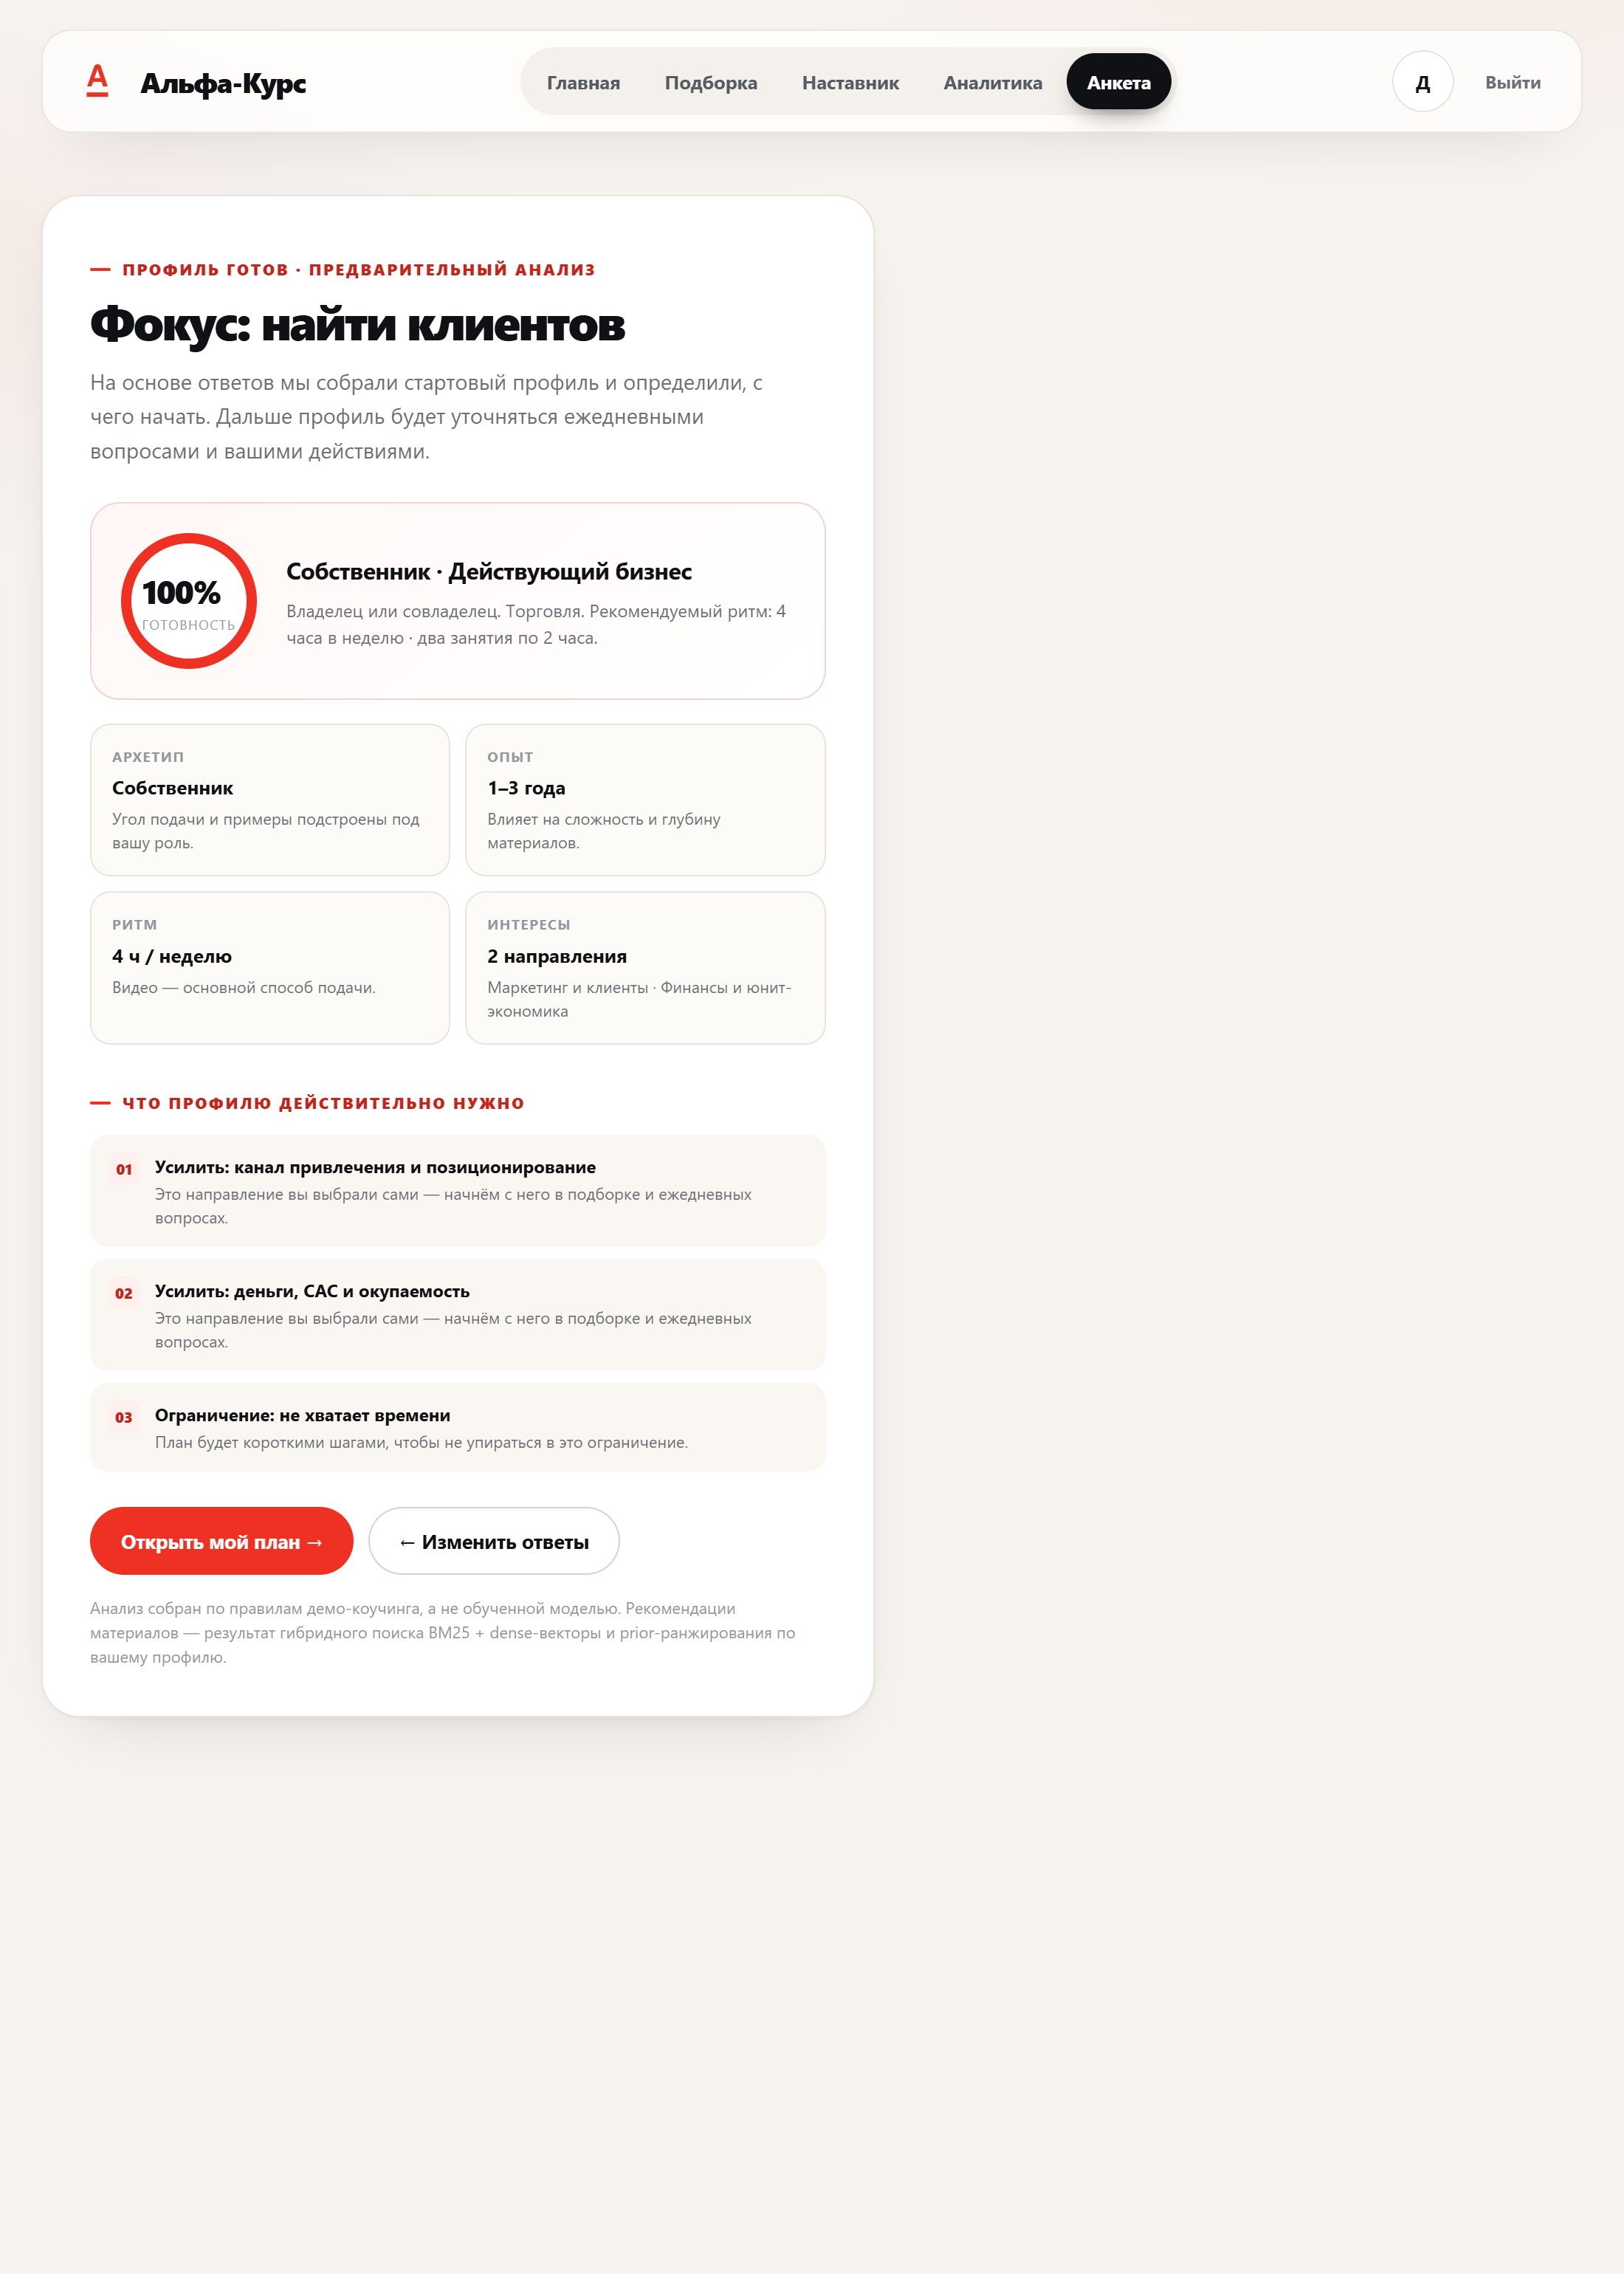 А
Альфа-Курс
Главная
Подборка
Наставник
Аналитика
Анкета
Д
Выйти
ПРОФИЛЬ ГОТОВ · ПРЕДВАРИТЕЛЬНЫЙ АНАЛИЗ
Фокус: найти клиентов
На основе ответов мы собрали стартовый профиль и определили, с
чего начать. Дальше профиль будет уточняться ежедневными
вопросами и вашими действиями.
100%
ГОТОВНОСТЬ
Собственник · Действующий бизнес
Владелец или совладелец. Торговля. Рекомендуемый ритм: 4
часа в неделю · два занятия по 2 часа.
АРХЕТИП
Собственник
Угол подачи и примеры подстроены под
вашу роль.
ОПЫТ
1–3 года
Влияет на сложность и глубину
материалов.
РИТМ
4 ч / неделю
Видео — основной способ подачи.
ИНТЕРЕСЫ
2 направления
Маркетинг и клиенты · Финансы и юнит-
экономика
ЧТО ПРОФИЛЮ ДЕЙСТВИТЕЛЬНО НУЖНО
01
Усилить: канал привлечения и позиционирование
Это направление вы выбрали сами — начнём с него в подборке и ежедневных
вопросах.
02
Усилить: деньги, CAC и окупаемость
Это направление вы выбрали сами — начнём с него в подборке и ежедневных
вопросах.
03
Ограничение: не хватает времени
План будет короткими шагами, чтобы не упираться в это ограничение.
Открыть мой план →
← Изменить ответы
Анализ собран по правилам демо-коучинга, а не обученной моделью. Рекомендации
материалов — результат гибридного поиска BM25 + dense-векторы и prior-ранжирования по
вашему профилю.